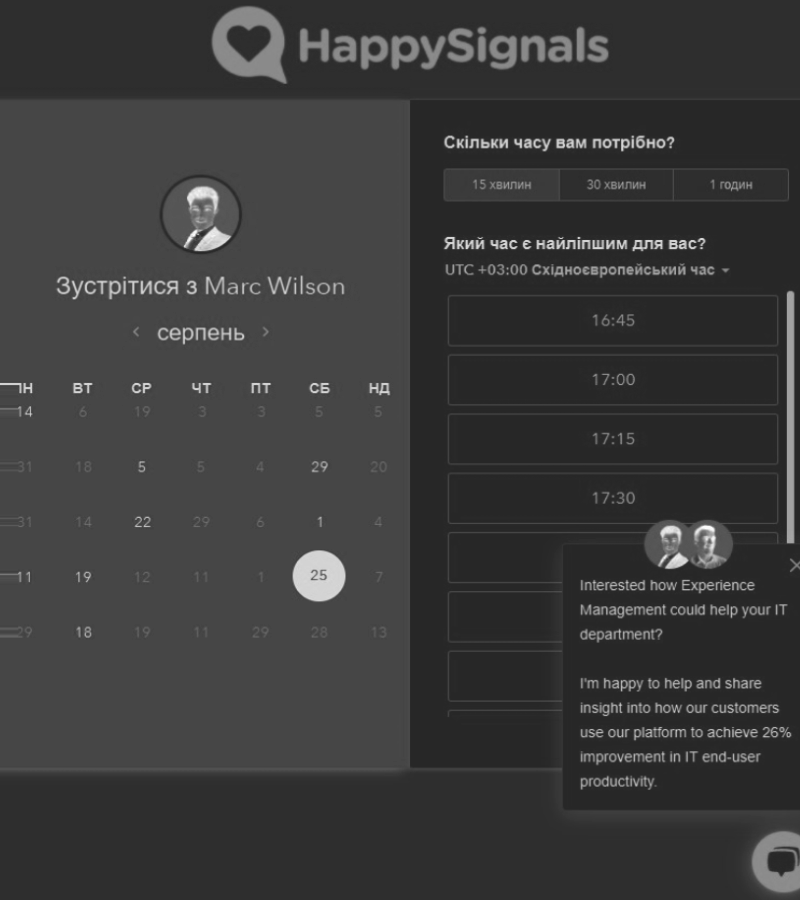 HappySignals
Зустрітися з Marc Wilson
серпень
ПН ВТ СР ЧТ ПТ СБ НД
14 6 19 3 3 5 5
31 18 5 5 4 29 20
31 14 22 29 6 1 4
11 19 12 11 1 25 7
29 18 19 11 29 28 13
Скільки часу вам потрібно?
15 хвилин 30 хвилин 1 годин
Який час є найліпшим для вас?
UTC +03:00 Східноєвропейський час
16:45
17:00
17:15
17:30
Interested how Experience
Management could help your IT
department?
I'm happy to help and share
insight into how our customers
use our platform to achieve 26%
improvement in IT end-user
productivity.